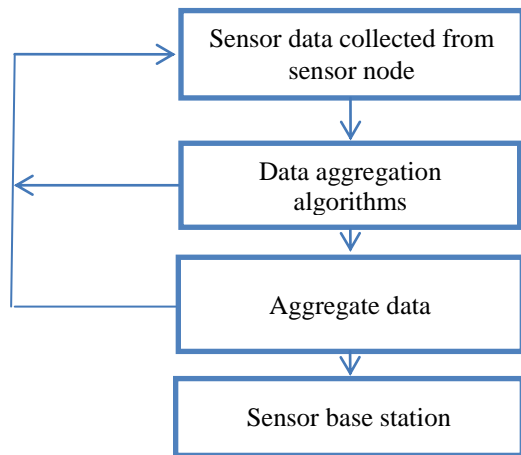 Sensor data collected from
sensor node
Data aggregation
algorithms
Aggregate data
Sensor base station